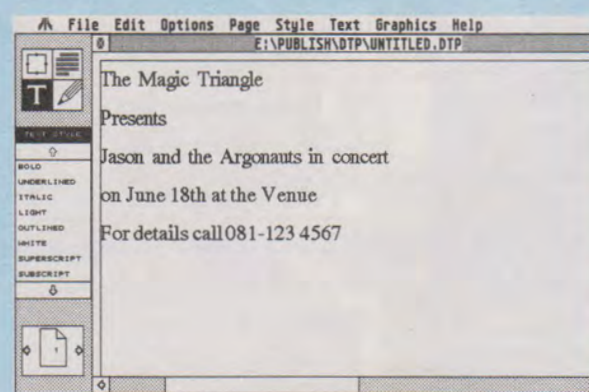 File Edit Options Page Style Text Graphics Help
E:\PUBLISH\DTP\UNTITLED.DTP
T
TEXT STYLE
BOLD
UNDERLINED
ITALIC
LIGHT
OUTLINED
WHITE
SUPERSCRIPT
SUBSCRIPT
1
The Magic Triangle
Presents
Jason and the Argonauts in concert
on June 18th at the Venue
For details call 081-123 4567